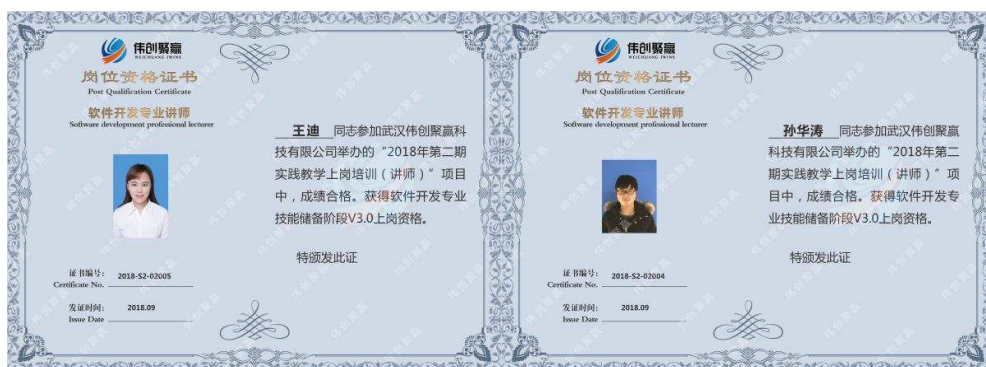 伟创聚赢
WEICHUANG JWINS
岗位资格证书
Post Qualification Certificate
软件开发专业讲师
Software development professional lecturer
王迪 同志参加武汉伟创聚赢科
技有限公司举办的“2018年第二期
实践教学上岗培训（讲师）”项目
中，成绩合格。获得软件开发专业
技能储备阶段V3.0上岗资格。
特颁发此证
证书编号： 2018-S2-02005
Certificate No.
发证时间： 2018.09
Issue Date
伟创聚赢
WEICHUANG JWINS
岗位资格证书
Post Qualification Certificate
软件开发专业讲师
Software development professional lecturer
孙华涛 同志参加武汉伟创聚赢
科技有限公司举办的“2018年第二
期实践教学上岗培训（讲师）”项
目中，成绩合格。获得软件开发专
业技能储备阶段V3.0上岗资格。
特颁发此证
证书编号： 2018-S2-02004
Certificate No.
发证时间： 2018.09
Issue Date